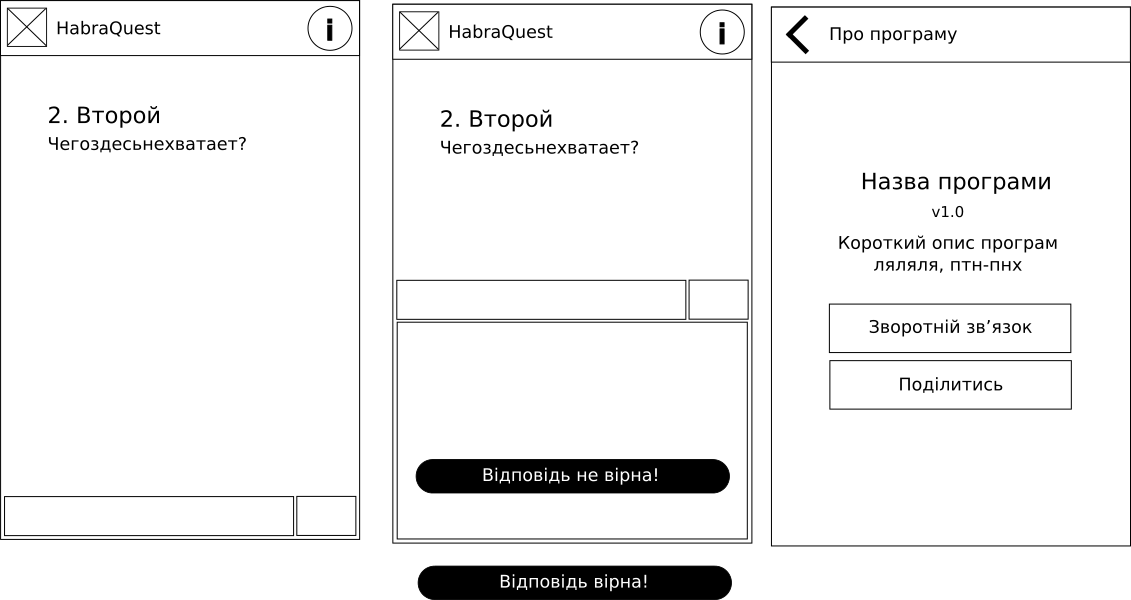 HabraQuest
i
2. Второй
Чегоздесьнехватает?
HabraQuest
i
2. Второй
Чегоздесьнехватает?
Відповідь не вірна!
Відповідь вірна!
Про програму
Назва програми
v1.0
Короткий опис програм
ляляля, птн-пнх
Зворотній зв’язок
Поділитись